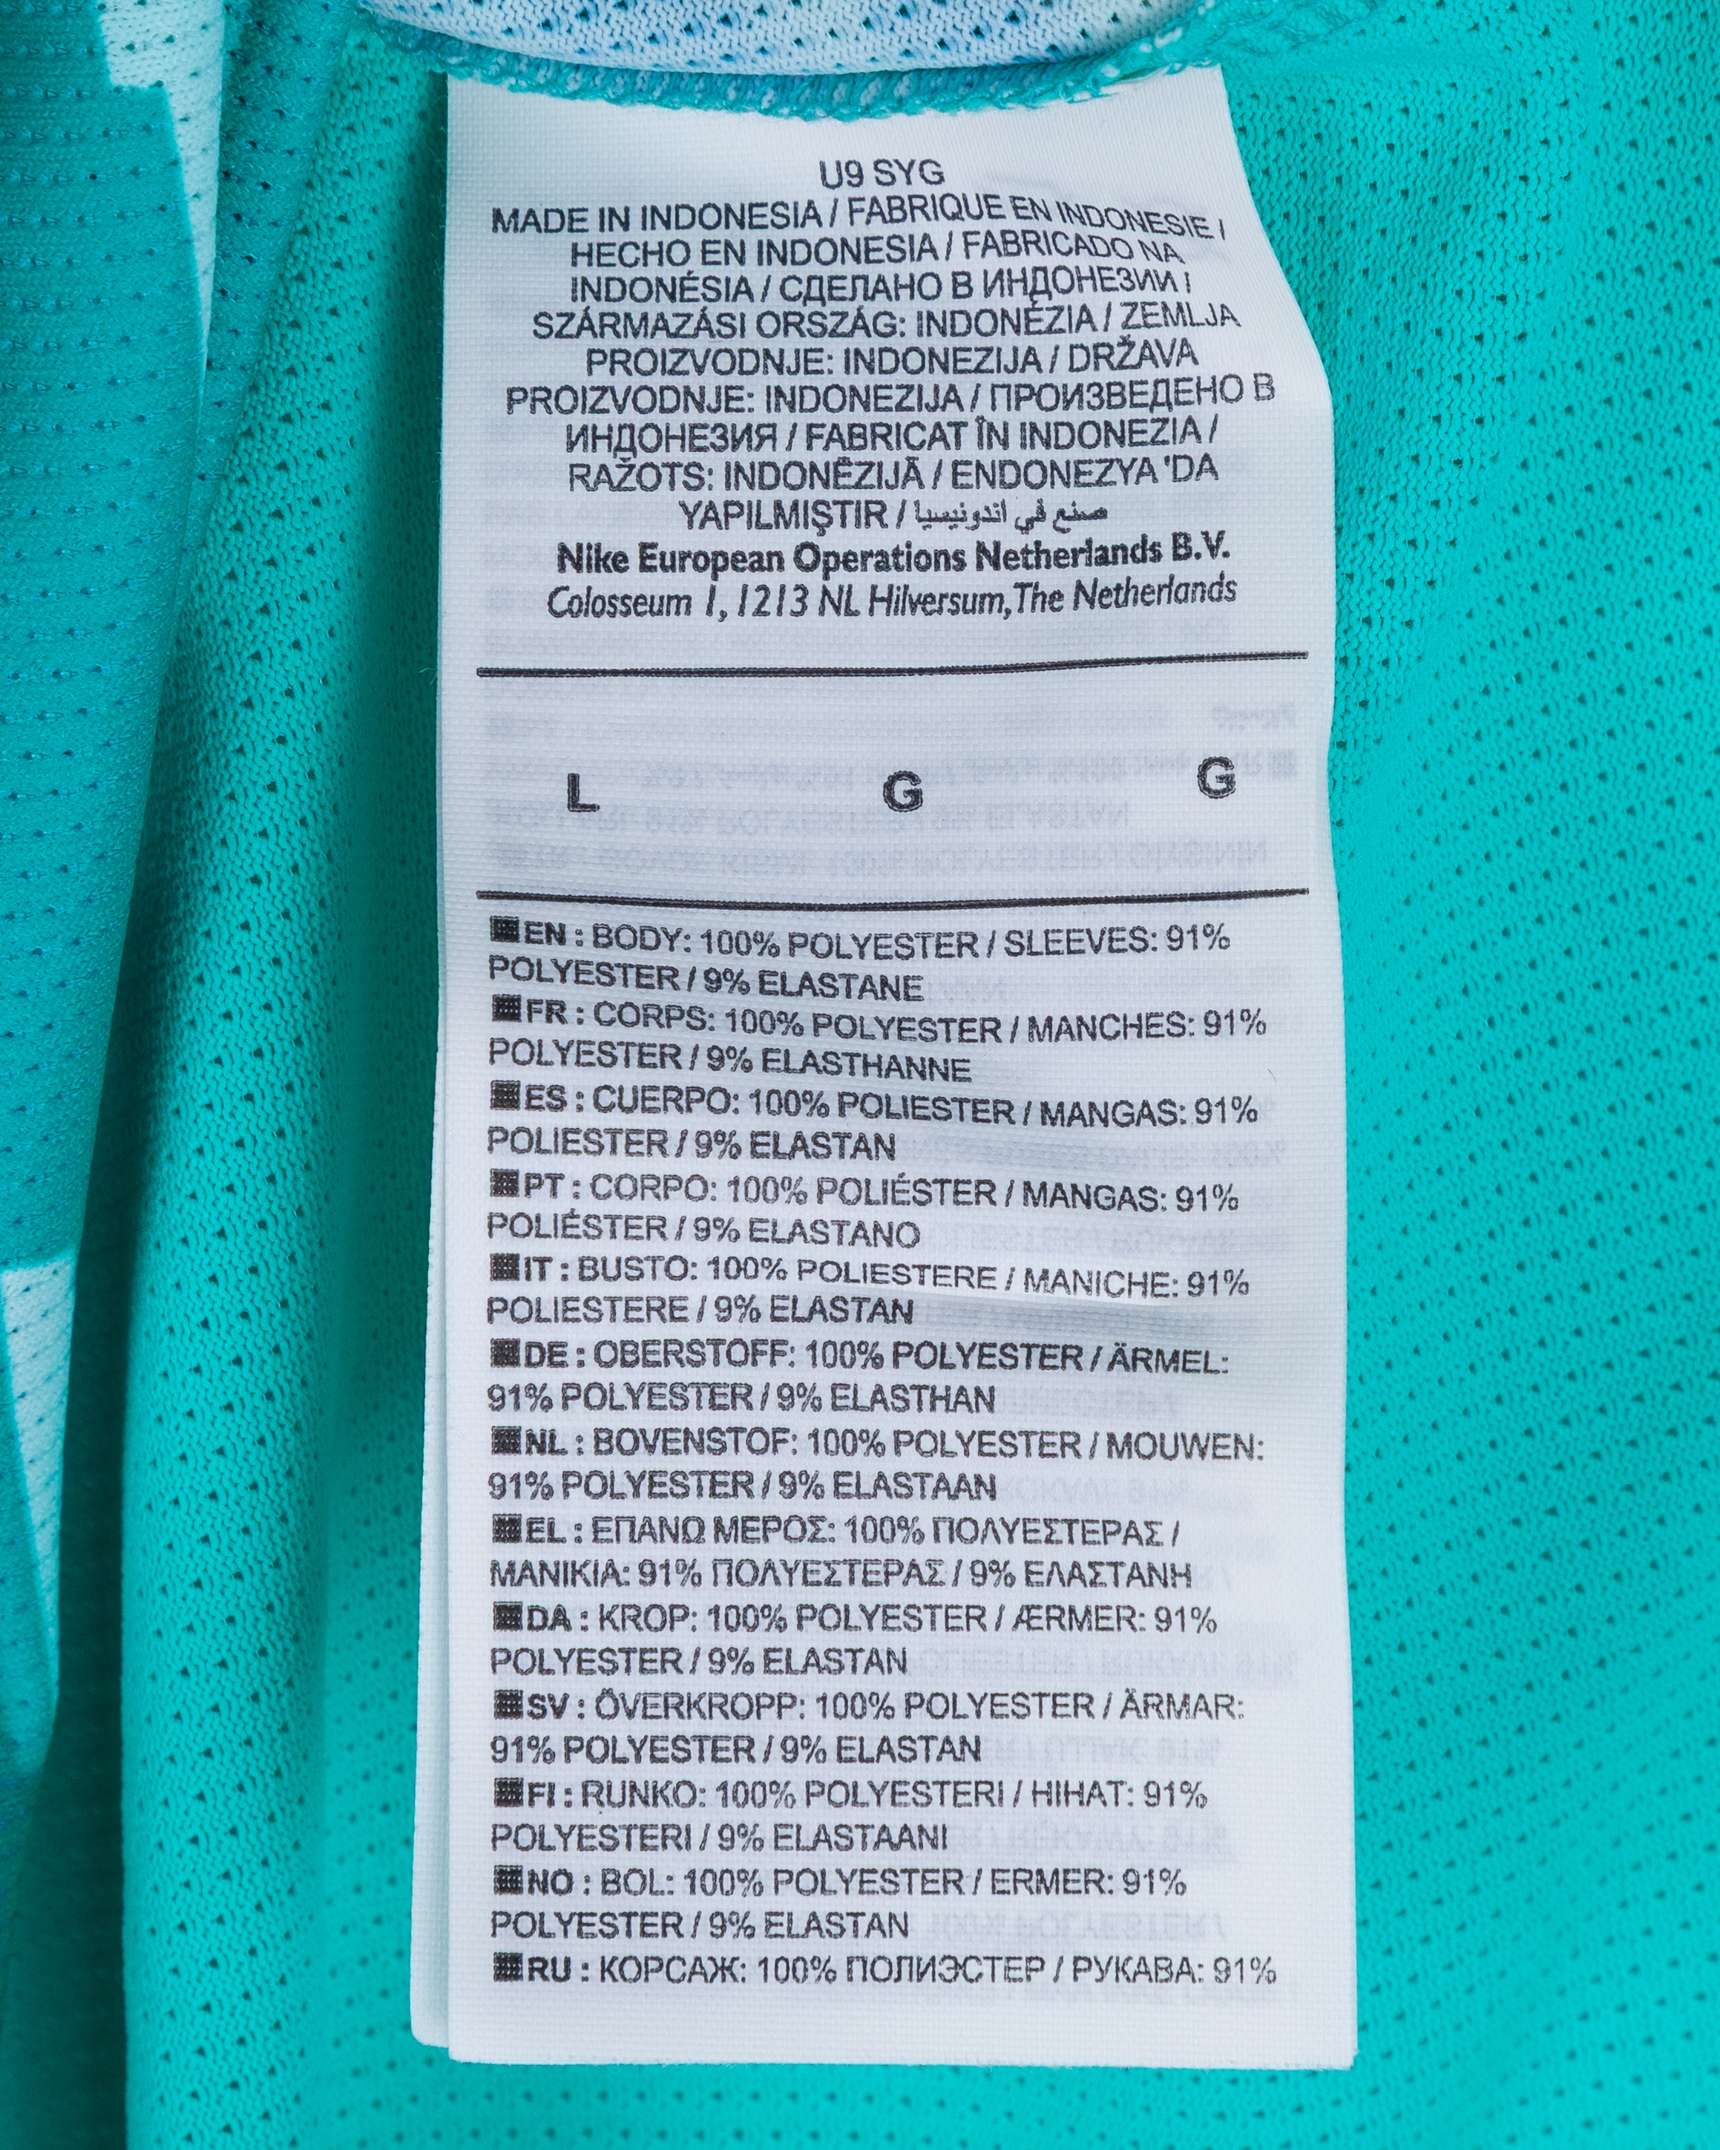 U9 SYG
MADE IN INDONESIA / FABRIQUE EN INDONESIE /
HECHO EN INDONESIA / FABRICADO NA
INDONÉSIA / СДЕЛАНО В ИНДОНЕЗИИ /
SZÁRMAZÁSI ORSZÁG: INDONÉZIA / ZEMLJA
PROIZVODNJE: INDONEZIJA / DRŽAVA
PROIZVODNJE: INDONEZIJA / ПРОИЗВЕДЕНО В
ИНДОНЕЗИЯ / FABRICAT ÎN INDONEZIA /
RAŽOTS: INDONĒZIJĀ / ENDONEZYA 'DA
YAPILMIŞTIR / صنع في اندونيسيا
Nike European Operations Netherlands B.V.
Colosseum 1, 1213 NL Hilversum, The Netherlands
L G G
EN : BODY: 100% POLYESTER / SLEEVES: 91%
POLYESTER / 9% ELASTANE
FR : CORPS: 100% POLYESTER / MANCHES: 91%
POLYESTER / 9% ELASTHANNE
ES : CUERPO: 100% POLIESTER / MANGAS: 91%
POLIESTER / 9% ELASTAN
PT : CORPO: 100% POLIÉSTER / MANGAS: 91%
POLIÉSTER / 9% ELASTANO
IT : BUSTO: 100% POLIESTERE / MANICHE: 91%
POLIESTERE / 9% ELASTAN
DE : OBERSTOFF: 100% POLYESTER / ÄRMEL:
91% POLYESTER / 9% ELASTHAN
NL : BOVENSTOF: 100% POLYESTER / MOUWEN:
91% POLYESTER / 9% ELASTAAN
EL : ΕΠΑΝΩ ΜΕΡΟΣ: 100% ΠΟΛΥΕΣΤΕΡΑΣ /
ΜΑΝΙΚΙΑ: 91% ΠΟΛΥΕΣΤΕΡΑΣ / 9% ΕΛΑΣΤΑΝΗ
DA : KROP: 100% POLYESTER / ÆRMER: 91%
POLYESTER / 9% ELASTAN
SV : ÖVERKROPP: 100% POLYESTER / ÄRMAR:
91% POLYESTER / 9% ELASTAN
FI : RUNKO: 100% POLYESTERI / HIHAT: 91%
POLYESTERI / 9% ELASTAANI
NO : BOL: 100% POLYESTER / ERMER: 91%
POLYESTER / 9% ELASTAN
RU : КОРСАЖ: 100% ПОЛИЭСТЕР / РУКАВА: 91%